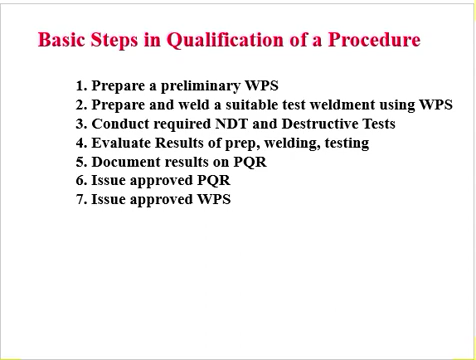 Basic Steps in Qualification of a Procedure
1. Prepare a preliminary WPS
2. Prepare and weld a suitable test weldment using WPS
3. Conduct required NDT and Destructive Tests
4. Evaluate Results of prep, welding, testing
5. Document results on PQR
6. Issue approved PQR
7. Issue approved WPS